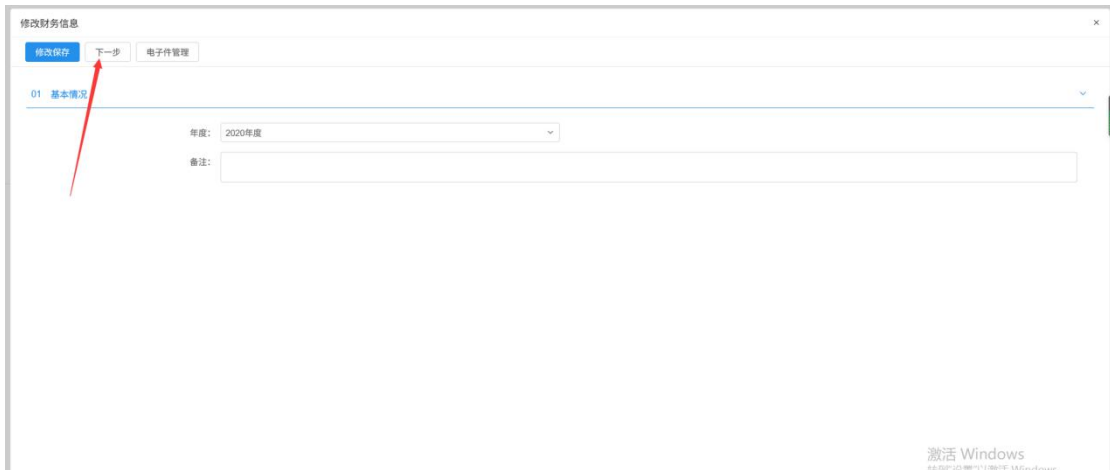 修改财务信息 ×
修改保存 下一步 电子件管理
01 基本情况
年度： 2020年度
备注：
激活 Windows